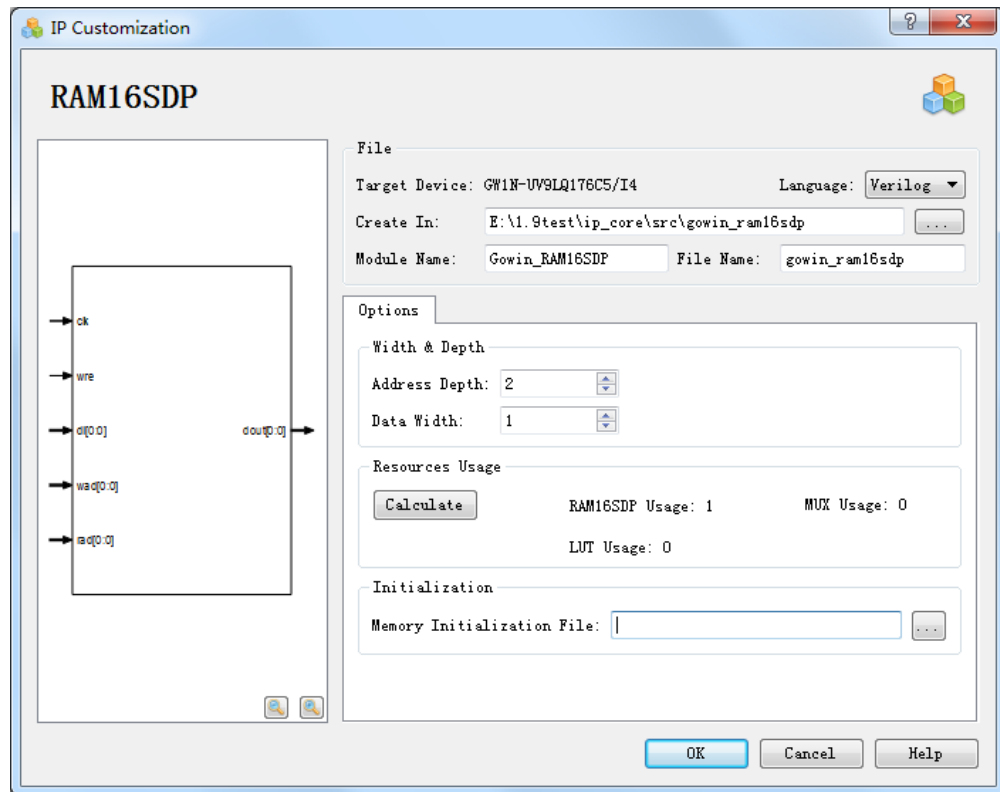 IP Customization
RAM16SDP
File
Target Device: GW1N-UV9LQ176C5/I4 Language: Verilog
Create In: E:\1.9test\ip_core\src\gowin_ram16sdp ...
Module Name: Gowin_RAM16SDP File Name: gowin_ram16sdp
Options
Width & Depth
Address Depth: 2
Data Width: 1
Resources Usage
Calculate RAM16SDP Usage: 1 MUX Usage: 0
LUT Usage: 0
Initialization
Memory Initialization File: ...
clk
wre
di[0:0] dout[0:0]
wad[0:0]
rad[0:0]
OK Cancel Help